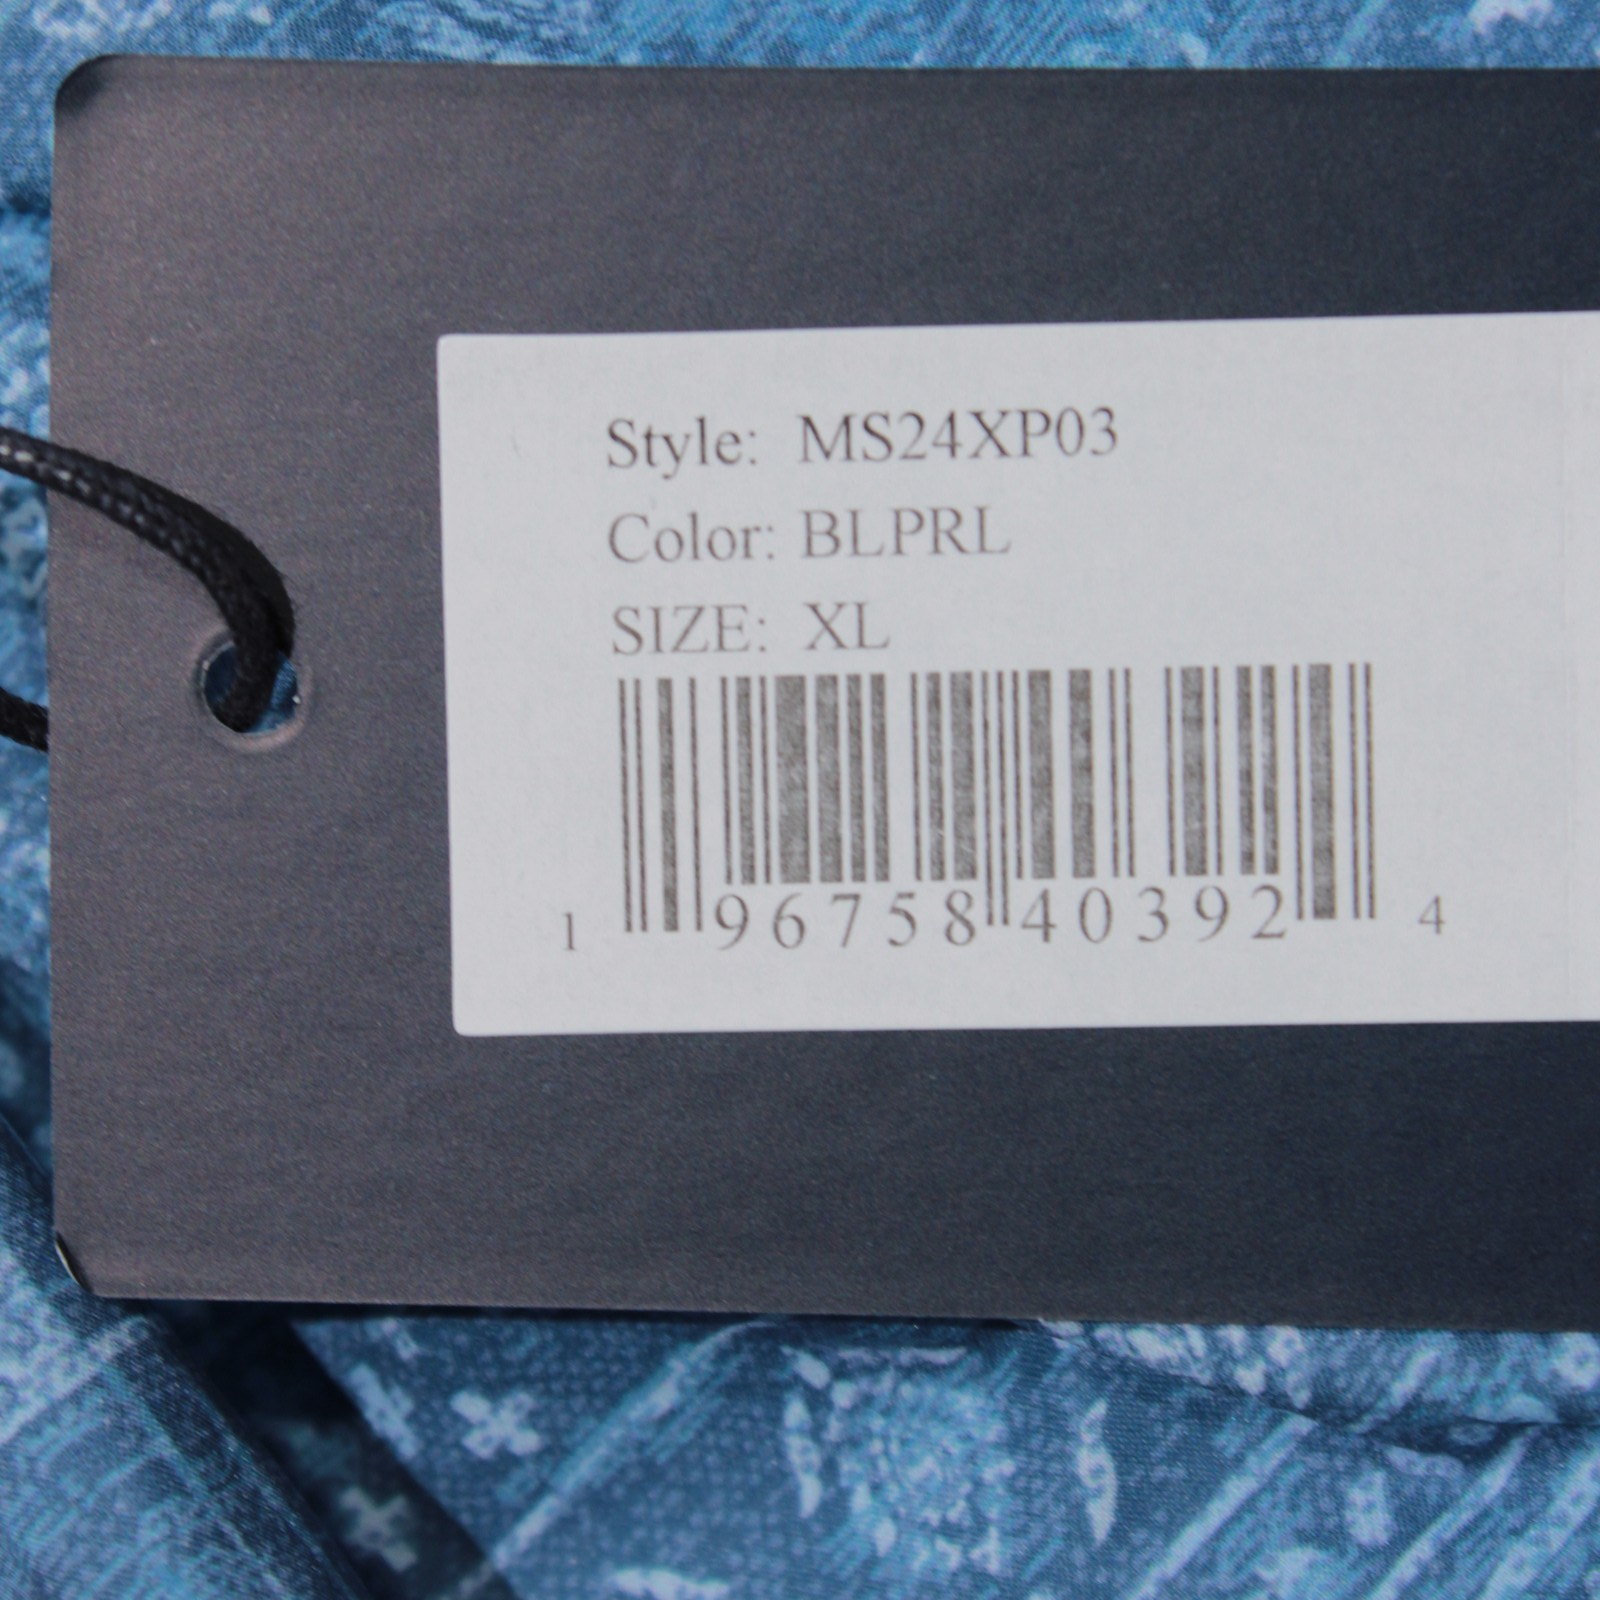 Style: MS24XP03
Color: BLPRL
SIZE: XL
1 96758 40392 4